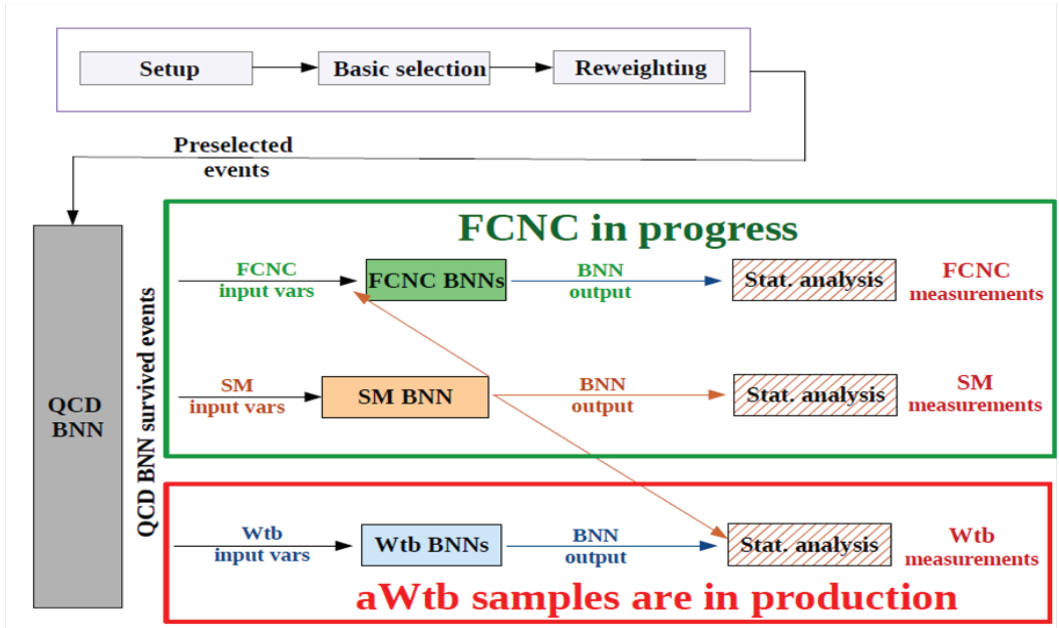 Setup
Basic selection
Reweighting
Preselected
events
QCD
BNN
QCD BNN survived events
FCNC in progress
FCNC
input vars
FCNC BNNs
BNN
output
Stat. analysis
FCNC
measurements
SM
input vars
SM BNN
BNN
output
Stat. analysis
SM
measurements
Wtb
input vars
Wtb BNNs
BNN
output
Stat. analysis
Wtb
measurements
aWtb samples are in production